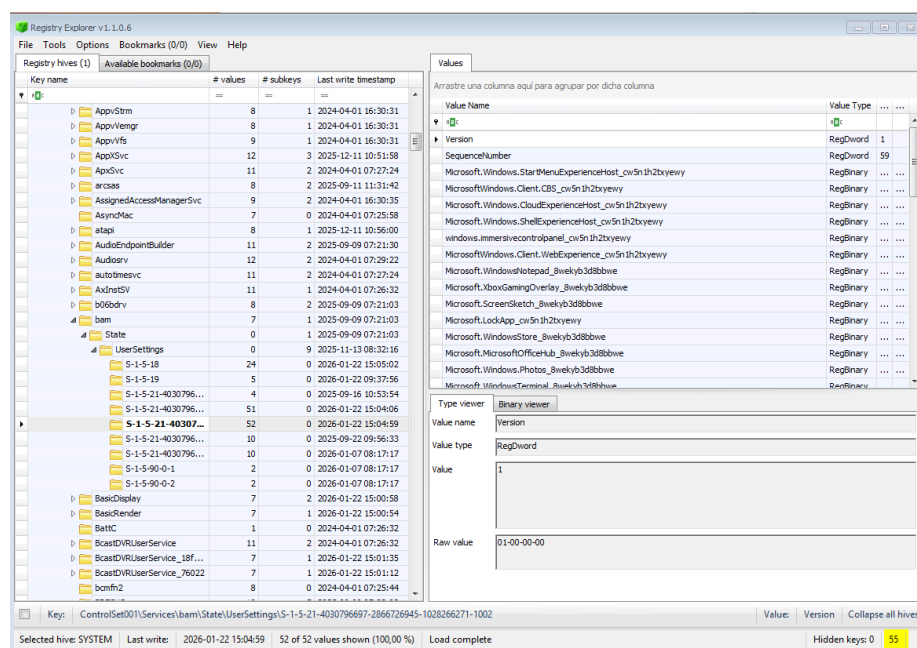 Registry Explorer v1.1.0.6
File Tools Options Bookmarks (0/0) View Help
Registry hives (1) Available bookmarks (0/0)
Key name # values # subkeys Last write timestamp
= = =
AppvStrm 8 1 2024-04-01 16:30:31
AppvVemgr 8 1 2024-04-01 16:30:31
AppvVfs 9 1 2024-04-01 16:30:31
AppXSvc 12 3 2025-12-11 10:51:58
ApxSvc 11 2 2024-04-01 07:27:24
arcsas 8 2 2025-09-11 11:31:42
AssignedAccessManagerSvc 9 2 2024-04-01 16:30:35
AsyncMac 7 0 2024-04-01 07:25:58
atapi 8 1 2025-12-11 10:56:00
AudioEndpointBuilder 11 2 2025-09-09 07:21:30
Audiosrv 12 2 2024-04-01 07:29:22
autotimesvc 11 2 2024-04-01 07:27:24
AxInstSV 11 1 2024-04-01 07:26:32
b06bdrv 8 2 2025-09-09 07:21:03
bam 7 1 2025-09-09 07:21:03
State 0 1 2025-09-09 07:21:03
UserSettings 0 9 2025-11-13 08:32:16
S-1-5-18 24 0 2026-01-22 15:05:02
S-1-5-19 5 0 2026-01-22 09:37:56
S-1-5-21-4030796... 4 0 2025-09-16 10:53:54
S-1-5-21-4030796... 51 0 2026-01-22 15:04:06
S-1-5-21-40307... 52 0 2026-01-22 15:04:59
S-1-5-21-4030796... 10 0 2025-09-22 09:56:33
S-1-5-21-4030796... 10 0 2026-01-07 08:17:17
S-1-5-90-0-1 2 0 2026-01-07 08:17:17
S-1-5-90-0-2 2 0 2026-01-07 08:17:17
BasicDisplay 7 2 2026-01-22 15:00:58
BasicRender 7 1 2026-01-22 15:00:54
BattC 1 0 2024-04-01 07:26:32
BcastDVRUserService 11 2 2024-04-01 07:26:32
BcastDVRUserService_18f... 7 1 2026-01-22 15:01:35
BcastDVRUserService_76022 7 1 2026-01-22 15:01:12
bcmfn2 8 0 2024-04-01 07:25:44
Values
Arrastre una columna aquí para agrupar por dicha columna
Value Name Value Type ... ...
Version RegDword 1
SequenceNumber RegDword 59
Microsoft.Windows.StartMenuExperienceHost_cw5n1h2txyewy RegBinary ... ...
MicrosoftWindows.Client.CBS_cw5n1h2txyewy RegBinary ... ...
Microsoft.Windows.CloudExperienceHost_cw5n1h2txyewy RegBinary ... ...
Microsoft.Windows.ShellExperienceHost_cw5n1h2txyewy RegBinary ... ...
windows.immersivecontrolpanel_cw5n1h2txyewy RegBinary ... ...
MicrosoftWindows.Client.WebExperience_cw5n1h2txyewy RegBinary ... ...
Microsoft.WindowsNotepad_8wekyb3d8bbwe RegBinary ... ...
Microsoft.XboxGamingOverlay_8wekyb3d8bbwe RegBinary ... ...
Microsoft.ScreenSketch_8wekyb3d8bbwe RegBinary ... ...
Microsoft.LockApp_cw5n1h2txyewy RegBinary ... ...
Microsoft.WindowsStore_8wekyb3d8bbwe RegBinary ... ...
Microsoft.MicrosoftOfficeHub_8wekyb3d8bbwe RegBinary ... ...
Microsoft.Windows.Photos_8wekyb3d8bbwe RegBinary ... ...
Microsoft.WindowsTerminal_8wekyb3d8bbwe RegBinary ... ...
Type viewer Binary viewer
Value name Version
Value type RegDword
Value 1
Raw value 01-00-00-00
Key: ControlSet001\Services\bam\State\UserSettings\S-1-5-21-4030796697-2866726945-1028266271-1002 Value: Version Collapse all hives
Selected hive: SYSTEM Last write: 2026-01-22 15:04:59 52 of 52 values shown (100,00 %) Load complete Hidden keys: 0 55